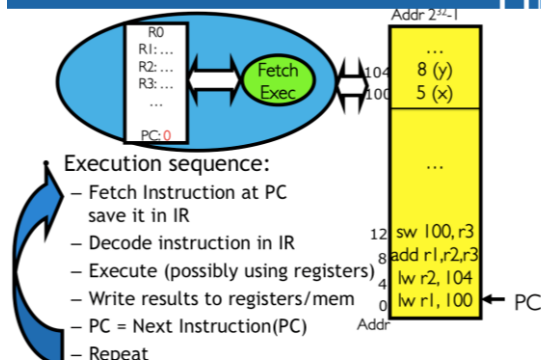 Addr 2³²-1
R0
R1: ...
R2: ...
R3: ...
...
PC: 0
Fetch
Exec
...
104 8 (y)
100 5 (x)
...
12 sw 100, r3
8 add r1,r2,r3
4 lw r2, 104
0 lw r1, 100 PC
Addr
• Execution sequence:
– Fetch Instruction at PC
save it in IR
– Decode instruction in IR
– Execute (possibly using registers)
– Write results to registers/mem
– PC = Next Instruction(PC)
– Repeat